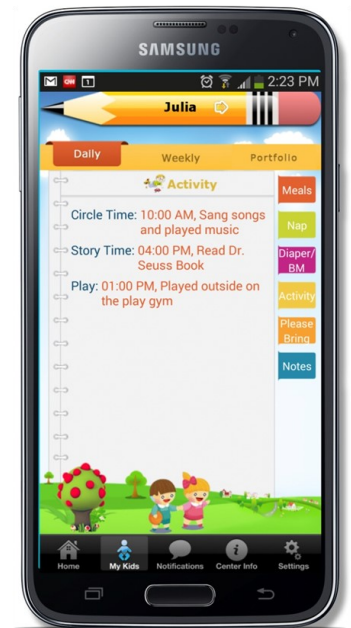 SAMSUNG
CNN
1
2:23 PM
Julia
Daily
Weekly
Portfolio
Activity
Circle Time: 10:00 AM, Sang songs
and played music
Story Time: 04:00 PM, Read Dr.
Seuss Book
Play: 01:00 PM, Played outside on
the play gym
Meals
Nap
Diaper/
BM
Activity
Please
Bring
Notes
Home
My Kids
Notifications
Center Info
Settings